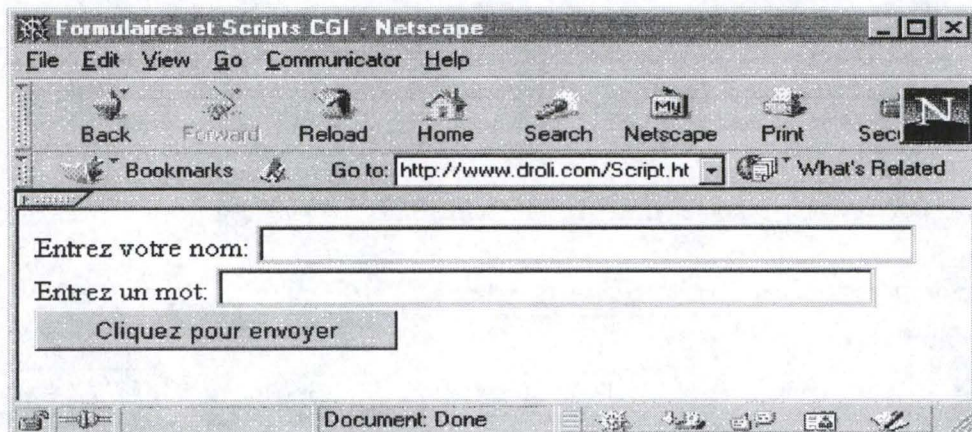 Formulaires et Scripts CGI - Netscape
File Edit View Go Communicator Help
Back Forward Reload Home Search Netscape Print
My
N
Bookmarks Go to: http://www.droli.com/Script.ht What's Related
Entrez votre nom:
Entrez un mot:
Cliquez pour envoyer
Document: Done